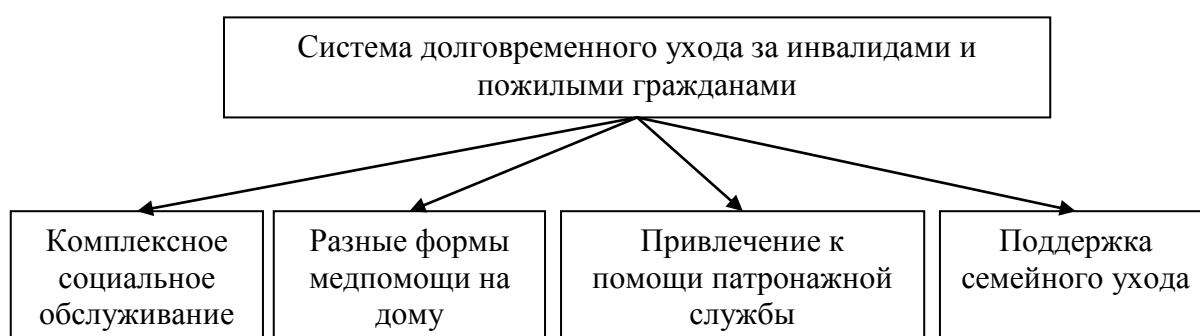 Система долговременного ухода за инвалидами и
пожилыми гражданами
Комплексное
социальное
обслуживание
Разные формы
медпомощи на
дому
Привлечение к
помощи патронажной
службы
Поддержка
семейного ухода